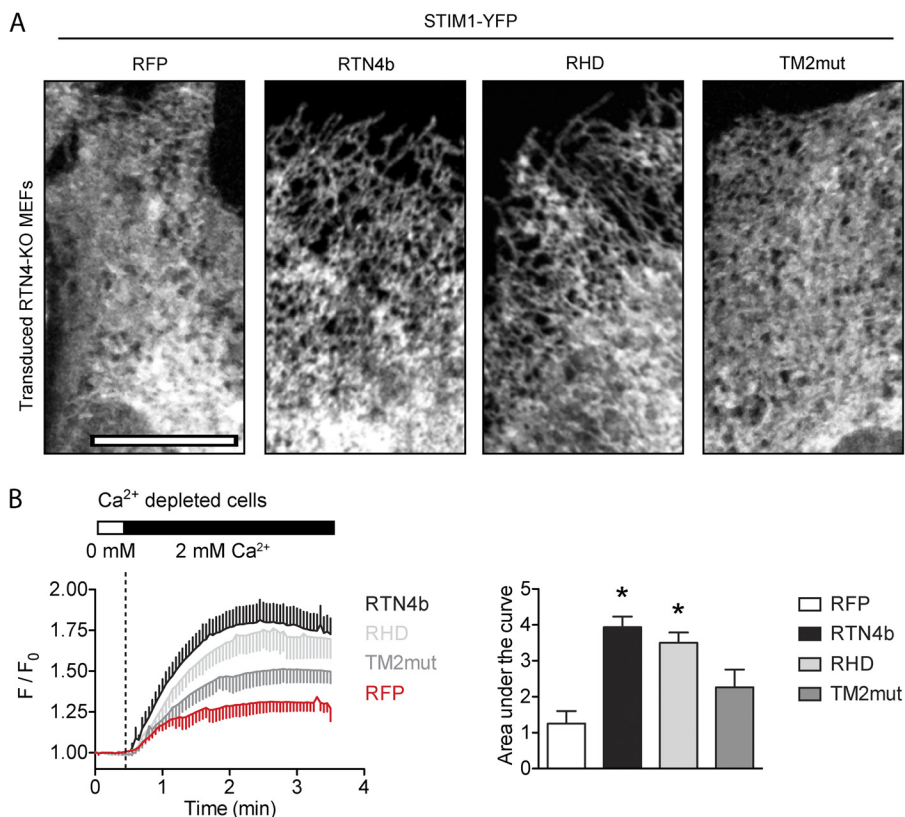 A
STIM1-YFP
RFP
RTN4b
RHD
TM2mut
Transduced RTN4-KO MEFs
B
Ca²⁺ depleted cells
0 mM
2 mM Ca²⁺
F / F₀
2.00
1.75
1.50
1.25
1.00
0
1
2
3
4
Time (min)
RTN4b
RHD
TM2mut
RFP
Area under the curve
5
4
3
2
1
0
*
*
RFP
RTN4b
RHD
TM2mut